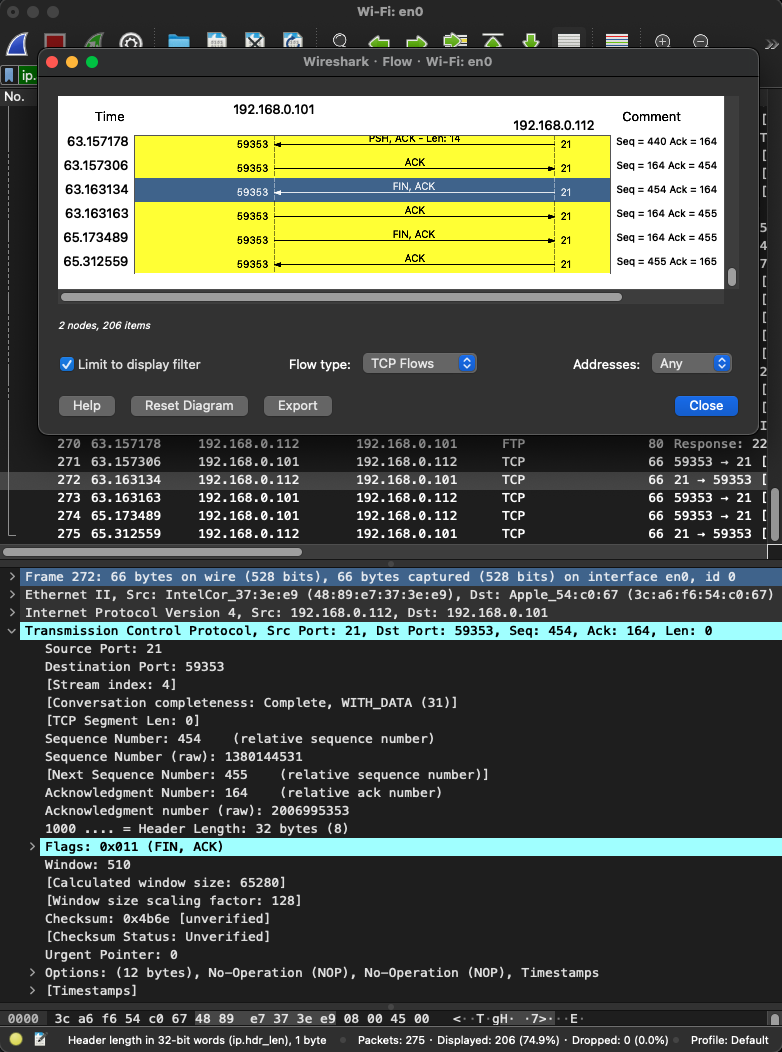 Wi-Fi: en0
ip.
No.
Wireshark · Flow · Wi-Fi: en0
Time 192.168.0.101 192.168.0.112 Comment
63.157178 59353 PSH, ACK - Len: 14 21 Seq = 440 Ack = 164
63.157306 59353 ACK 21 Seq = 164 Ack = 454
63.163134 59353 FIN, ACK 21 Seq = 454 Ack = 164
63.163163 59353 ACK 21 Seq = 164 Ack = 455
65.173489 59353 FIN, ACK 21 Seq = 164 Ack = 455
65.312559 59353 ACK 21 Seq = 455 Ack = 165
2 nodes, 206 items
Limit to display filter Flow type: TCP Flows Addresses: Any
Help Reset Diagram Export Close
270 63.157178 192.168.0.112 192.168.0.101 FTP 80 Response: 22
271 63.157306 192.168.0.101 192.168.0.112 TCP 66 59353 → 21 [
272 63.163134 192.168.0.112 192.168.0.101 TCP 66 21 → 59353 [
273 63.163163 192.168.0.101 192.168.0.112 TCP 66 59353 → 21 [
274 65.173489 192.168.0.101 192.168.0.112 TCP 66 59353 → 21 [
275 65.312559 192.168.0.112 192.168.0.101 TCP 66 21 → 59353 [
Frame 272: 66 bytes on wire (528 bits), 66 bytes captured (528 bits) on interface en0, id 0
Ethernet II, Src: IntelCor_37:3e:e9 (48:89:e7:37:3e:e9), Dst: Apple_54:c0:67 (3c:a6:f6:54:c0:67)
Internet Protocol Version 4, Src: 192.168.0.112, Dst: 192.168.0.101
Transmission Control Protocol, Src Port: 21, Dst Port: 59353, Seq: 454, Ack: 164, Len: 0
Source Port: 21
Destination Port: 59353
[Stream index: 4]
[Conversation completeness: Complete, WITH_DATA (31)]
[TCP Segment Len: 0]
Sequence Number: 454 (relative sequence number)
Sequence Number (raw): 1380144531
[Next Sequence Number: 455 (relative sequence number)]
Acknowledgment Number: 164 (relative ack number)
Acknowledgment number (raw): 2006995353
1000 .... = Header Length: 32 bytes (8)
Flags: 0x011 (FIN, ACK)
Window: 510
[Calculated window size: 65280]
[Window size scaling factor: 128]
Checksum: 0x4b6e [unverified]
[Checksum Status: Unverified]
Urgent Pointer: 0
Options: (12 bytes), No-Operation (NOP), No-Operation (NOP), Timestamps
[Timestamps]
0000 3c a6 f6 54 c0 67 48 89 e7 37 3e e9 08 00 45 00 <··T·gH· ·7>···E·
Header length in 32-bit words (ip.hdr_len), 1 byte Packets: 275 · Displayed: 206 (74.9%) · Dropped: 0 (0.0%) Profile: Default